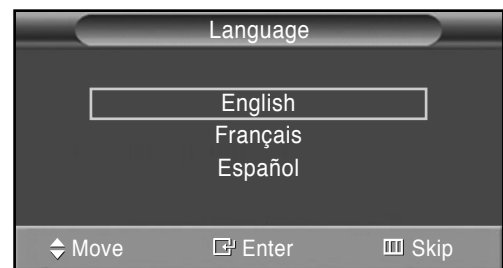 Language
English
Français
Español
Move Enter Skip